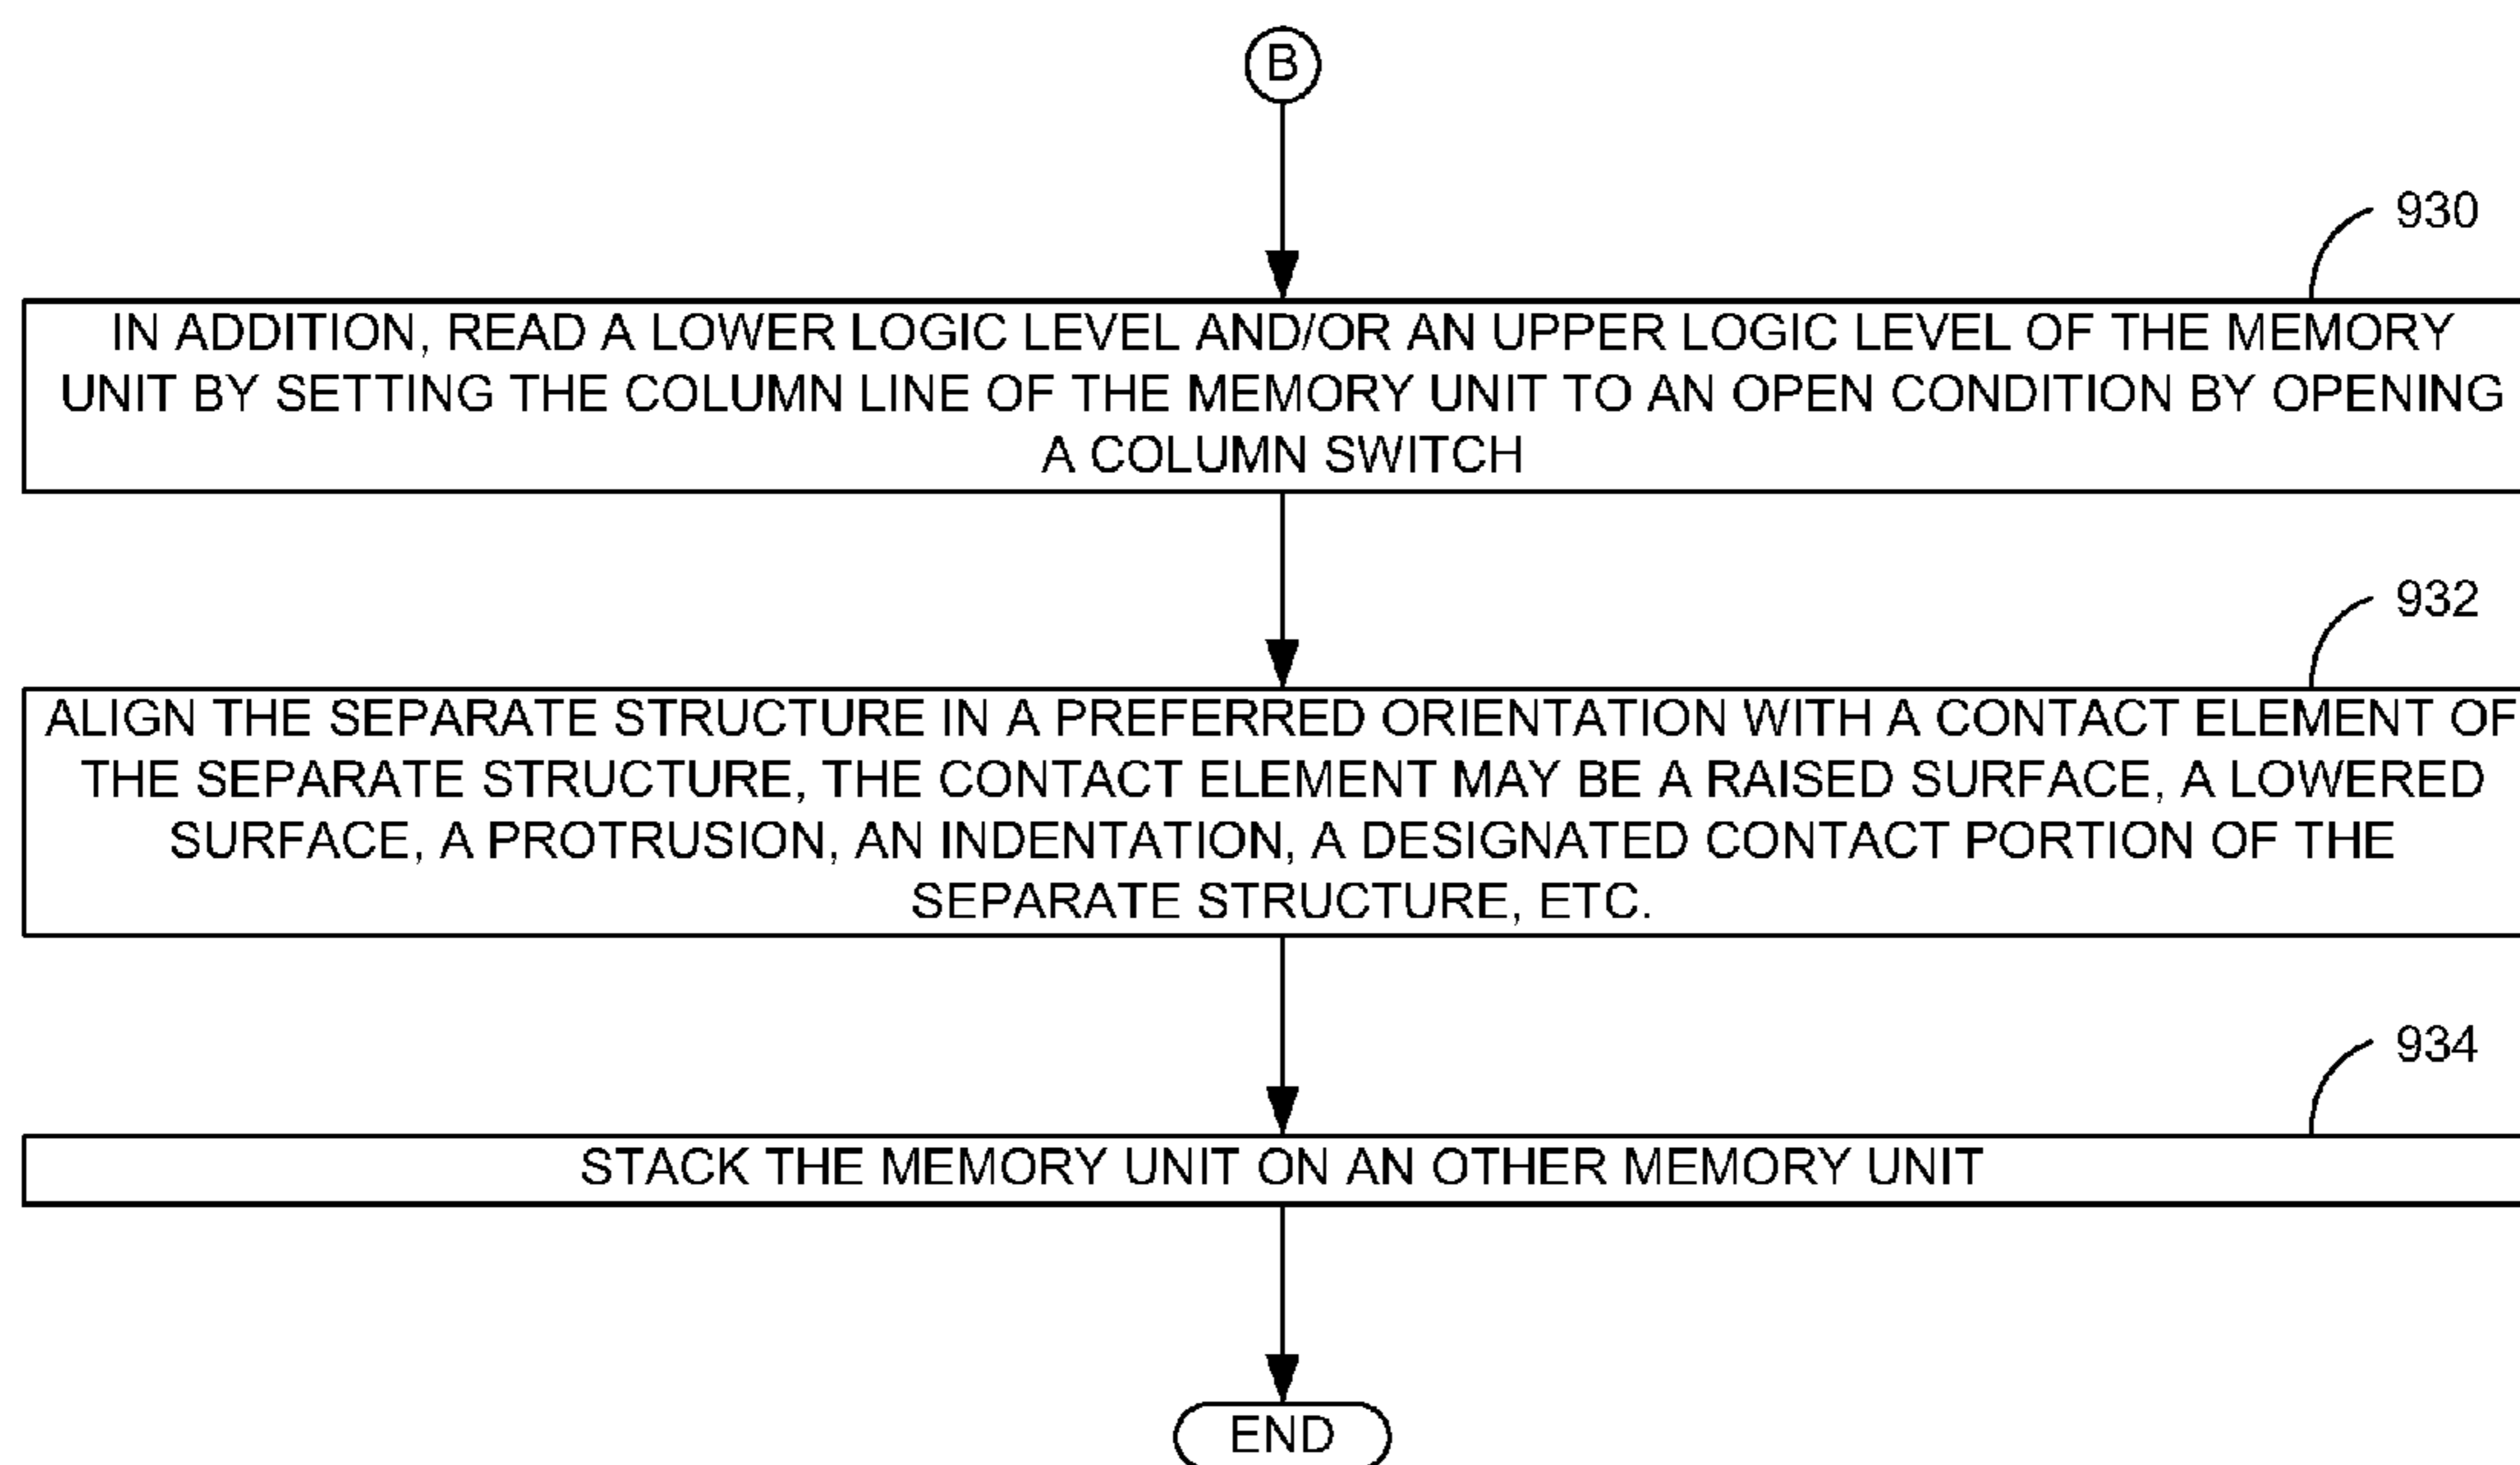 B
930
IN ADDITION, READ A LOWER LOGIC LEVEL AND/OR AN UPPER LOGIC LEVEL OF THE MEMORY
UNIT BY SETTING THE COLUMN LINE OF THE MEMORY UNIT TO AN OPEN CONDITION BY OPENING
A COLUMN SWITCH
932
ALIGN THE SEPARATE STRUCTURE IN A PREFERRED ORIENTATION WITH A CONTACT ELEMENT OF
THE SEPARATE STRUCTURE, THE CONTACT ELEMENT MAY BE A RAISED SURFACE, A LOWERED
SURFACE, A PROTRUSION, AN INDENTATION, A DESIGNATED CONTACT PORTION OF THE
SEPARATE STRUCTURE, ETC.
934
STACK THE MEMORY UNIT ON AN OTHER MEMORY UNIT
END